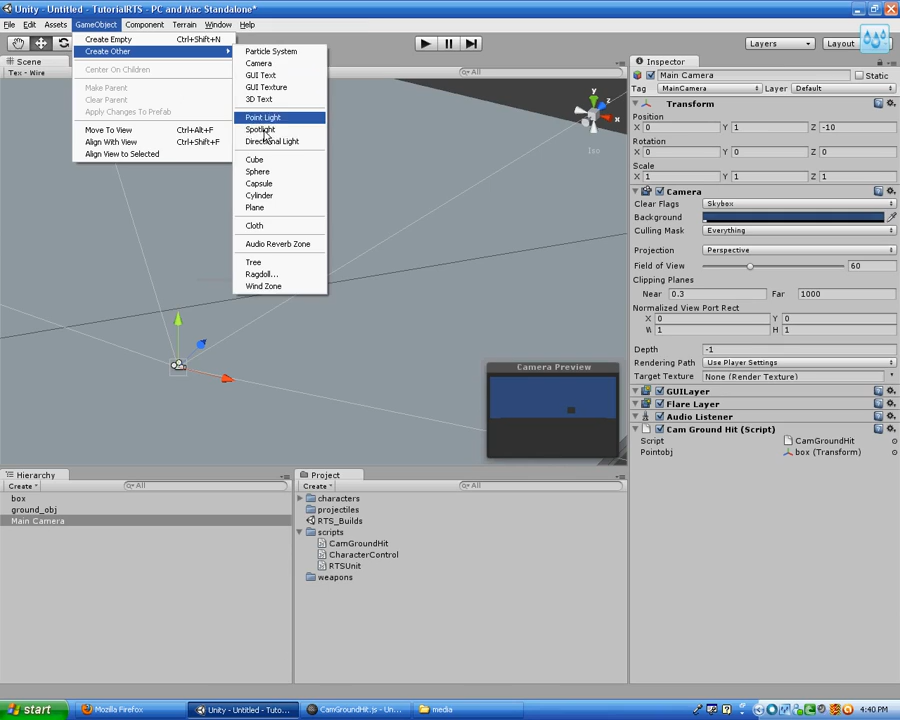 Unity - Untitled - TutorialRTS - PC and Mac Standalone*
File Edit Assets GameObject Component Terrain Window Help
Create Empty Ctrl+Shift+N
Create Other
Center On Children
Make Parent
Clear Parent
Apply Changes To Prefab
Move To View Ctrl+Alt+F
Align With View Ctrl+Shift+F
Align View to Selected
Particle System
Camera
GUI Text
GUI Texture
3D Text
Point Light
Spotlight
Directional Light
Cube
Sphere
Capsule
Cylinder
Plane
Cloth
Audio Reverb Zone
Tree
Ragdoll...
Wind Zone
Layers Layout
Scene
Tex - Wire
All
y
z
x
Iso
Camera Preview
Inspector
Main Camera Static
Tag MainCamera Layer Default
Transform
Position
X 0 Y 1 Z -10
Rotation
X 0 Y 0 Z 0
Scale
X 1 Y 1 Z 1
Camera
Clear Flags Skybox
Background
Culling Mask Everything
Projection Perspective
Field of View 60
Clipping Planes
Near 0.3 Far 1000
Normalized View Port Rect
X 0 Y 0
W 1 H 1
Depth -1
Rendering Path Use Player Settings
Target Texture None (Render Texture)
GUILayer
Flare Layer
Audio Listener
Cam Ground Hit (Script)
Script CamGroundHit
Pointobj box (Transform)
Hierarchy
Create All
box
ground_obj
Main Camera
Project
Create All
characters
projectiles
RTS_Builds
scripts
CamGroundHit
CharacterControl
RTSUnit
weapons
start Mozilla Firefox Unity - Untitled - Tuto... CamGroundHit.js - Un... media 4:40 PM